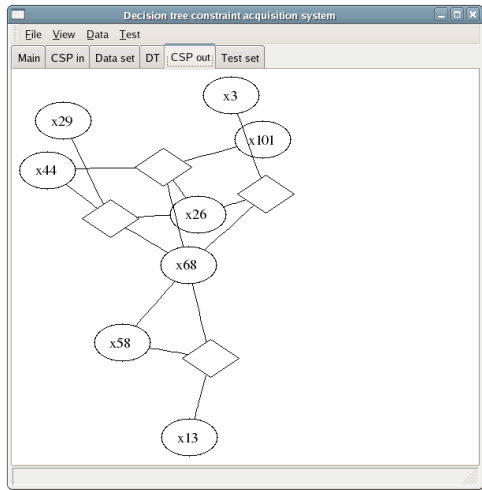 Decision tree constraint acquisition system
File View Data Test
Main CSP in Data set DT CSP out Test set
x3
x29
x101
x44
x26
x68
x58
x13